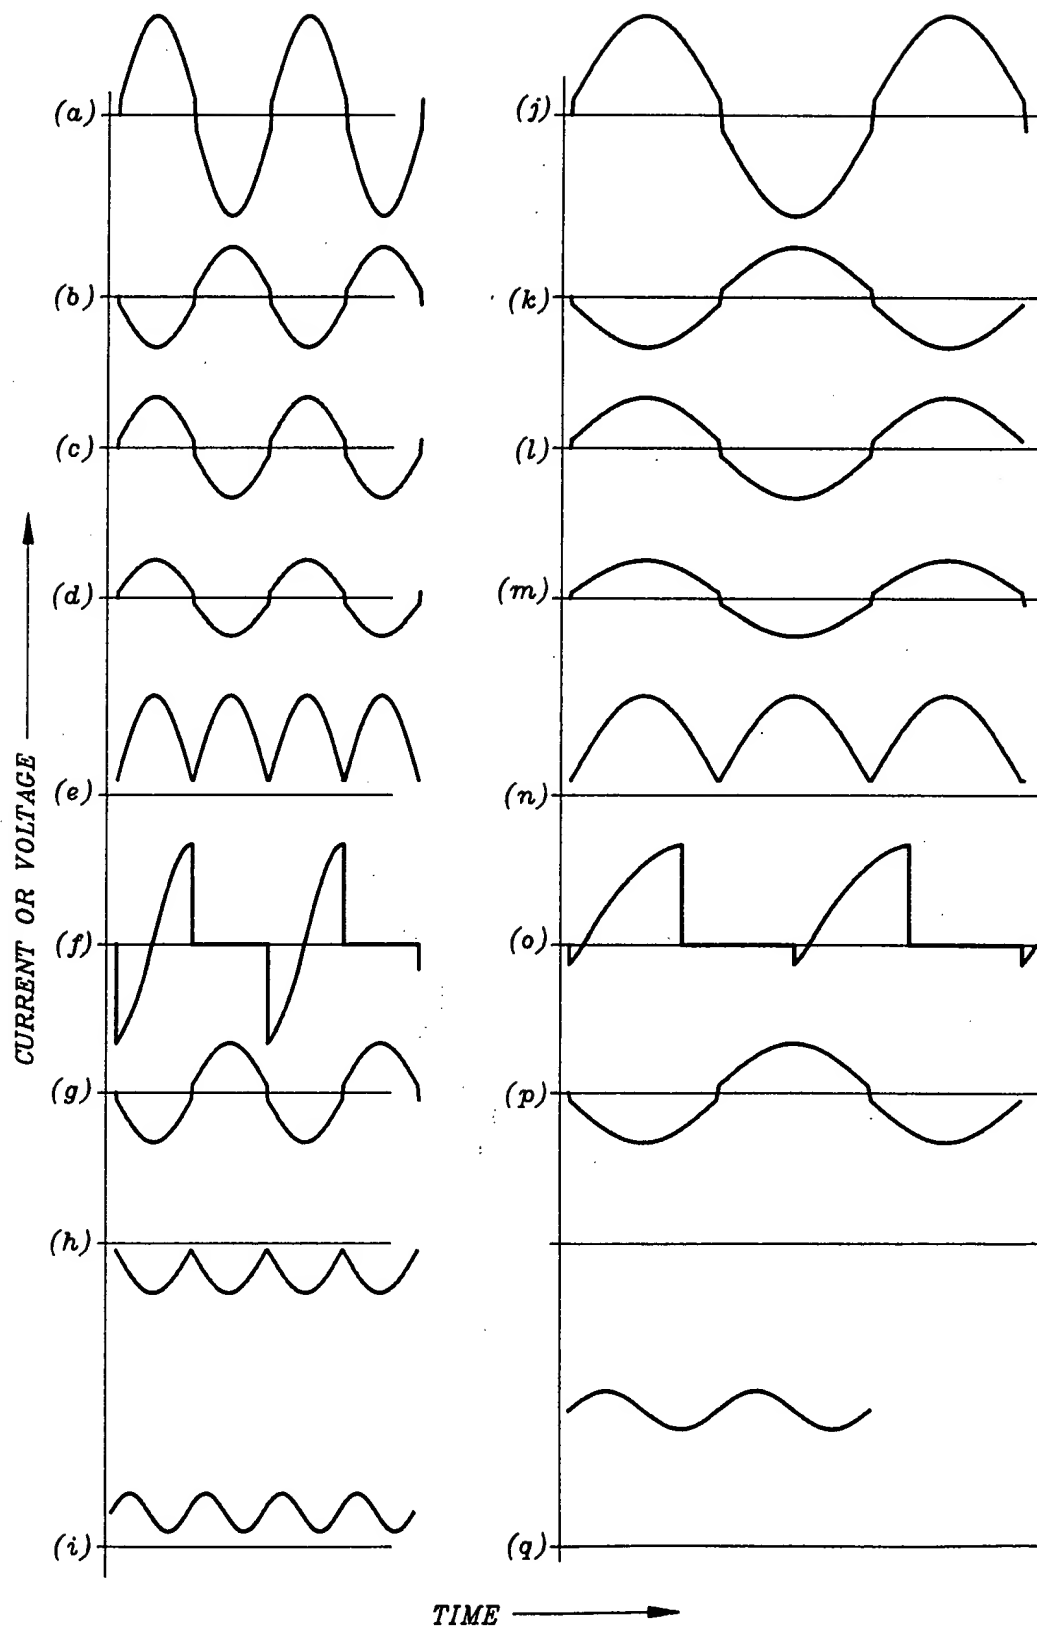 (a)
(b)
(c)
(d)
(e)
(f)
(g)
(h)
(i)
(j)
(k)
(l)
(m)
(n)
(o)
(p)
(q)
CURRENT OR VOLTAGE
TIME